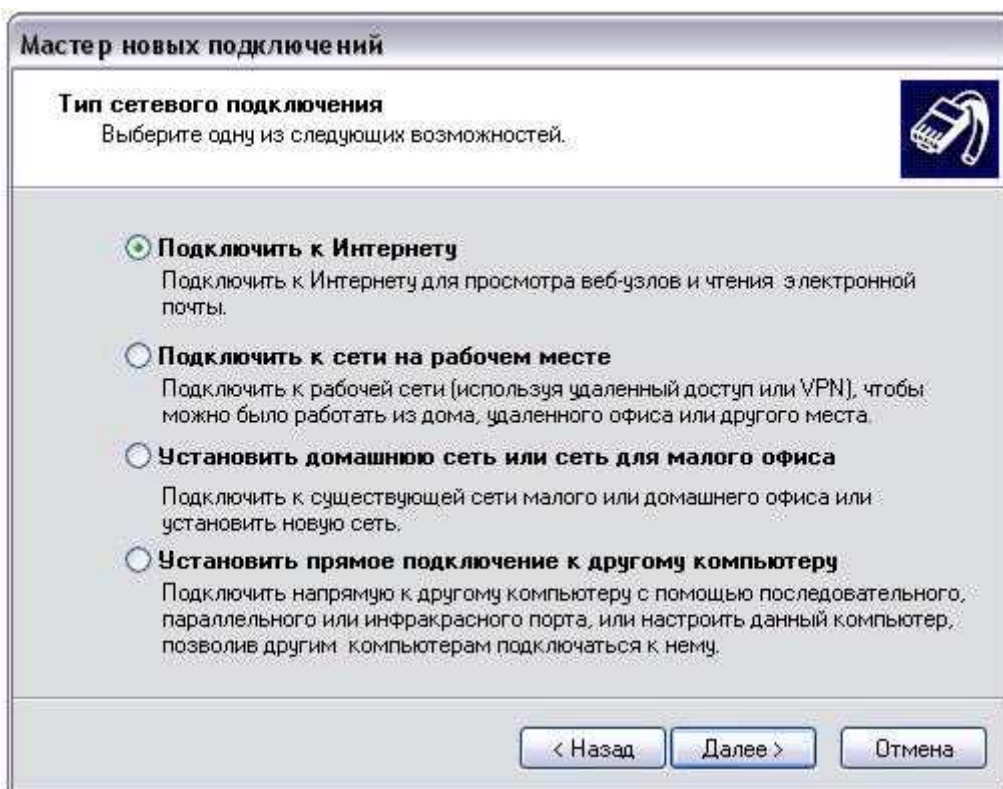 Мастер новых подключений
Тип сетевого подключения
Выберите одну из следующих возможностей.
Подключить к Интернету
Подключить к Интернету для просмотра веб-узлов и чтения электронной
почты.
Подключить к сети на рабочем месте
Подключить к рабочей сети (используя удаленный доступ или VPN), чтобы
можно было работать из дома, удаленного офиса или другого места.
Установить домашнюю сеть или сеть для малого офиса
Подключить к существующей сети малого или домашнего офиса или
установить новую сеть.
Установить прямое подключение к другому компьютеру
Подключить напрямую к другому компьютеру с помощью последовательного,
параллельного или инфракрасного порта, или настроить данный компьютер,
позволив другим компьютерам подключаться к нему.
< Назад
Далее >
Отмена